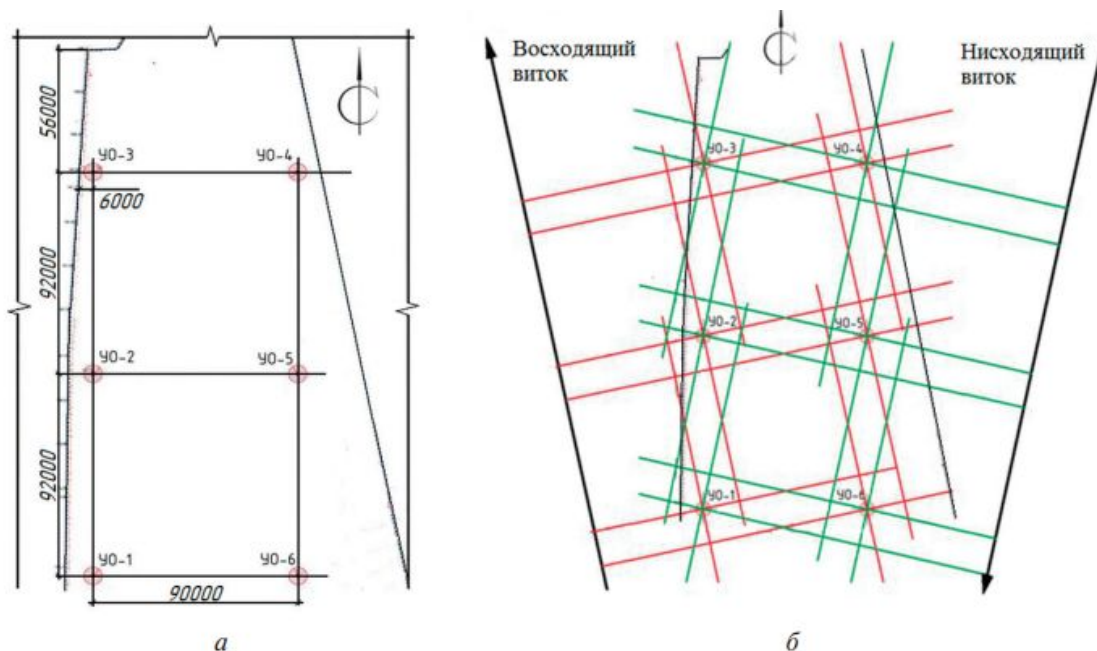 56000
УО-3
УО-4
6000
92000
УО-2
УО-5
92000
УО-1
УО-6
90000
а
Восходящий
виток
Нисходящий
виток
УО-3
УО-4
УО-2
УО-5
УО-1
УО-6
б